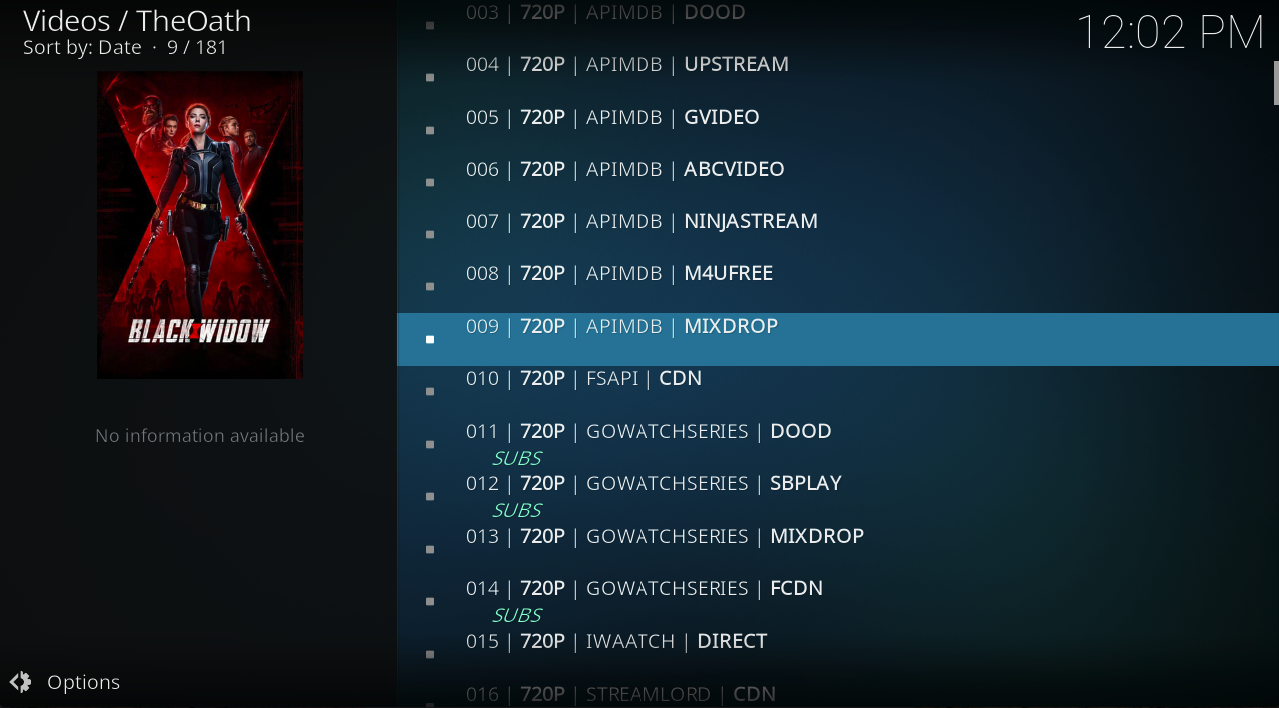 Videos / TheOath
Sort by: Date · 9 / 181
12:02 PM
BLACK WIDOW
No information available
Options
003 | 720P | APIMDB | DOOD
004 | 720P | APIMDB | UPSTREAM
005 | 720P | APIMDB | GVIDEO
006 | 720P | APIMDB | ABCVIDEO
007 | 720P | APIMDB | NINJASTREAM
008 | 720P | APIMDB | M4UFREE
009 | 720P | APIMDB | MIXDROP
010 | 720P | FSAPI | CDN
011 | 720P | GOWATCHSERIES | DOOD
SUBS
012 | 720P | GOWATCHSERIES | SBPLAY
SUBS
013 | 720P | GOWATCHSERIES | MIXDROP
014 | 720P | GOWATCHSERIES | FCDN
SUBS
015 | 720P | IWAATCH | DIRECT
016 | 720P | STREAMLORD | CDN